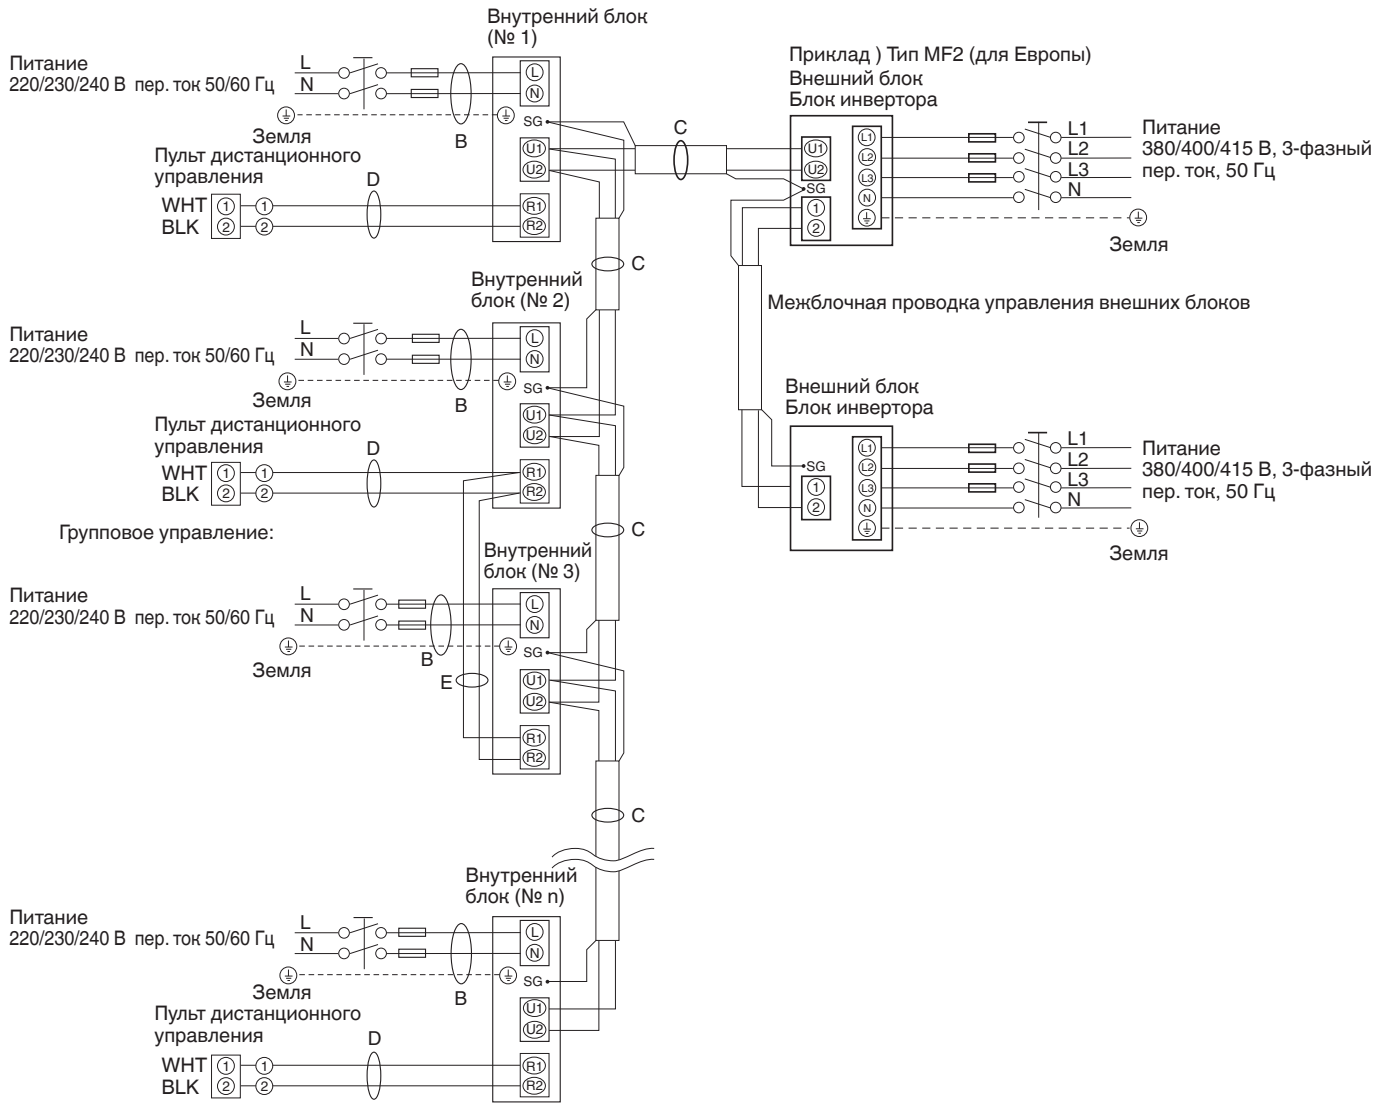 Внутренний блок
(№ 1)
Питание
220/230/240 В пер. ток 50/60 Гц
L
N
Земля
B
L
N
SG
U1
U2
R1
R2
Пульт дистанционного
управления
WHT 1 1
BLK 2 2
D
C
Приклад ) Тип MF2 (для Европы)
Внешний блок
Блок инвертора
U1
U2
SG
1
2
L1
L2
L3
N
L1
L2
L3
N
Питание
380/400/415 В, 3-фазный
пер. ток, 50 Гц
Земля
C
Межблочная проводка управления внешних блоков
Внутренний
блок (№ 2)
Питание
220/230/240 В пер. ток 50/60 Гц
L
N
Земля
B
L
N
SG
U1
U2
R1
R2
Пульт дистанционного
управления
WHT 1 1
BLK 2 2
D
Внешний блок
Блок инвертора
SG
1
2
L1
L2
L3
N
L1
L2
L3
N
Питание
380/400/415 В, 3-фазный
пер. ток, 50 Гц
Земля
C
Групповое управление:
Внутренний
блок (№ 3)
Питание
220/230/240 В пер. ток 50/60 Гц
L
N
Земля
B
E
L
N
SG
U1
U2
R1
R2
C
Внутренний
блок (№ n)
Питание
220/230/240 В пер. ток 50/60 Гц
L
N
Земля
B
L
N
SG
U1
U2
R1
R2
Пульт дистанционного
управления
WHT 1 1
BLK 2 2
D